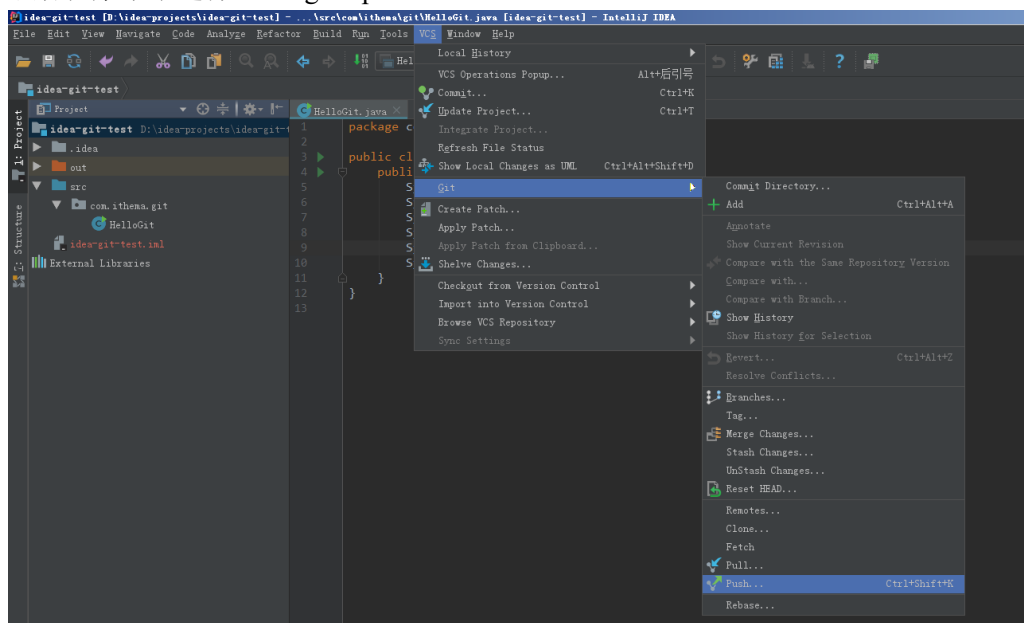 idea-git-test [D:\idea-projects\idea-git-test] - ...\src\com\ithema\git\HelloGit.java [idea-git-test] - IntelliJ IDEA
File Edit View Navigate Code Analyze Refactor Build Run Tools VCS Window Help
Hel
idea-git-test
Project
HelloGit.java
1: Project
Structure
idea-git-test D:\idea-projects\idea-git-t
.idea
out
src
com.ithema.git
HelloGit
idea-git-test.iml
External Libraries
1 package c
2
3 public cl
4 publi
5 S
6 S
7 S
8 S
9 S
10 S
11 }
12 }
13
Local History
VCS Operations Popup... Alt+后引号
Commit... Ctrl+K
Update Project... Ctrl+T
Integrate Project...
Refresh File Status
Show Local Changes as UML Ctrl+Alt+Shift+D
Git
Create Patch...
Apply Patch...
Apply Patch from Clipboard...
Shelve Changes...
Checkout from Version Control
Import into Version Control
Browse VCS Repository
Sync Settings
Commit Directory...
Add Ctrl+Alt+A
Annotate
Show Current Revision
Compare with the Same Repository Version
Compare with...
Compare with Branch...
Show History
Show History for Selection
Revert... Ctrl+Alt+Z
Resolve Conflicts...
Branches...
Tag...
Merge Changes...
Stash Changes...
UnStash Changes...
Reset HEAD...
Remotes...
Clone...
Fetch
Pull...
Push... Ctrl+Shift+K
Rebase...